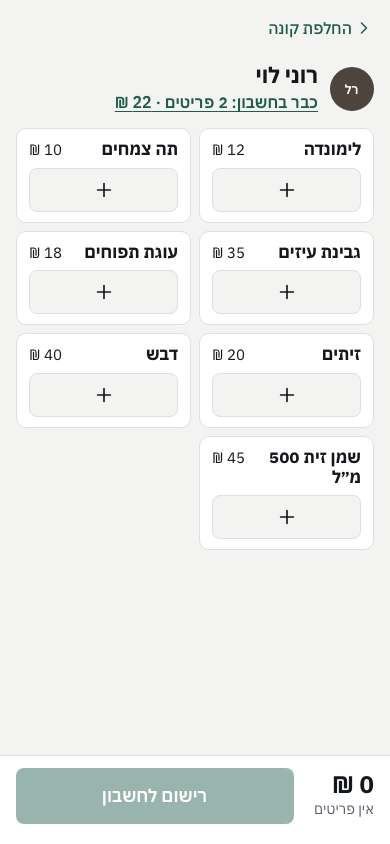 החלפת קונה
רל
רוני לוי
כבר בחשבון: 2 פריטים · 22 ₪
לימונדה 12 ₪
תה צמחים 10 ₪
גבינת עיזים 35 ₪
עוגת תפוחים 18 ₪
זיתים 20 ₪
דבש 40 ₪
שמן זית 500 45 ₪
מ״ל
0 ₪
אין פריטים
רישום לחשבון